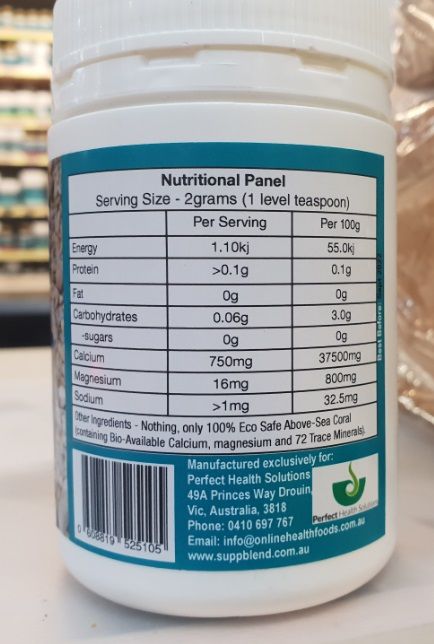 Nutritional Panel
Serving Size - 2grams (1 level teaspoon)
Per Serving Per 100g
Energy 1.10kj 55.0kj
Protein >0.1g 0.1g
Fat 0g 0g
Carbohydrates 0.06g 3.0g
-sugars 0g 0g
Calcium 750mg 37500mg
Magnesium 16mg 800mg
Sodium >1mg 32.5mg
Other Ingredients - Nothing, only 100% Eco Safe Above-Sea Coral
(containing Bio-Available Calcium, magnesium and 72 Trace Minerals).
Manufactured exclusively for:
Perfect Health Solutions
49A Princes Way Drouin,
Vic, Australia, 3818
Phone: 0410 697 767
Email: info@onlinehealthfoods.com.au
www.suppblend.com.au
Perfect Health Solutions
0 608819 525105
Best Before: